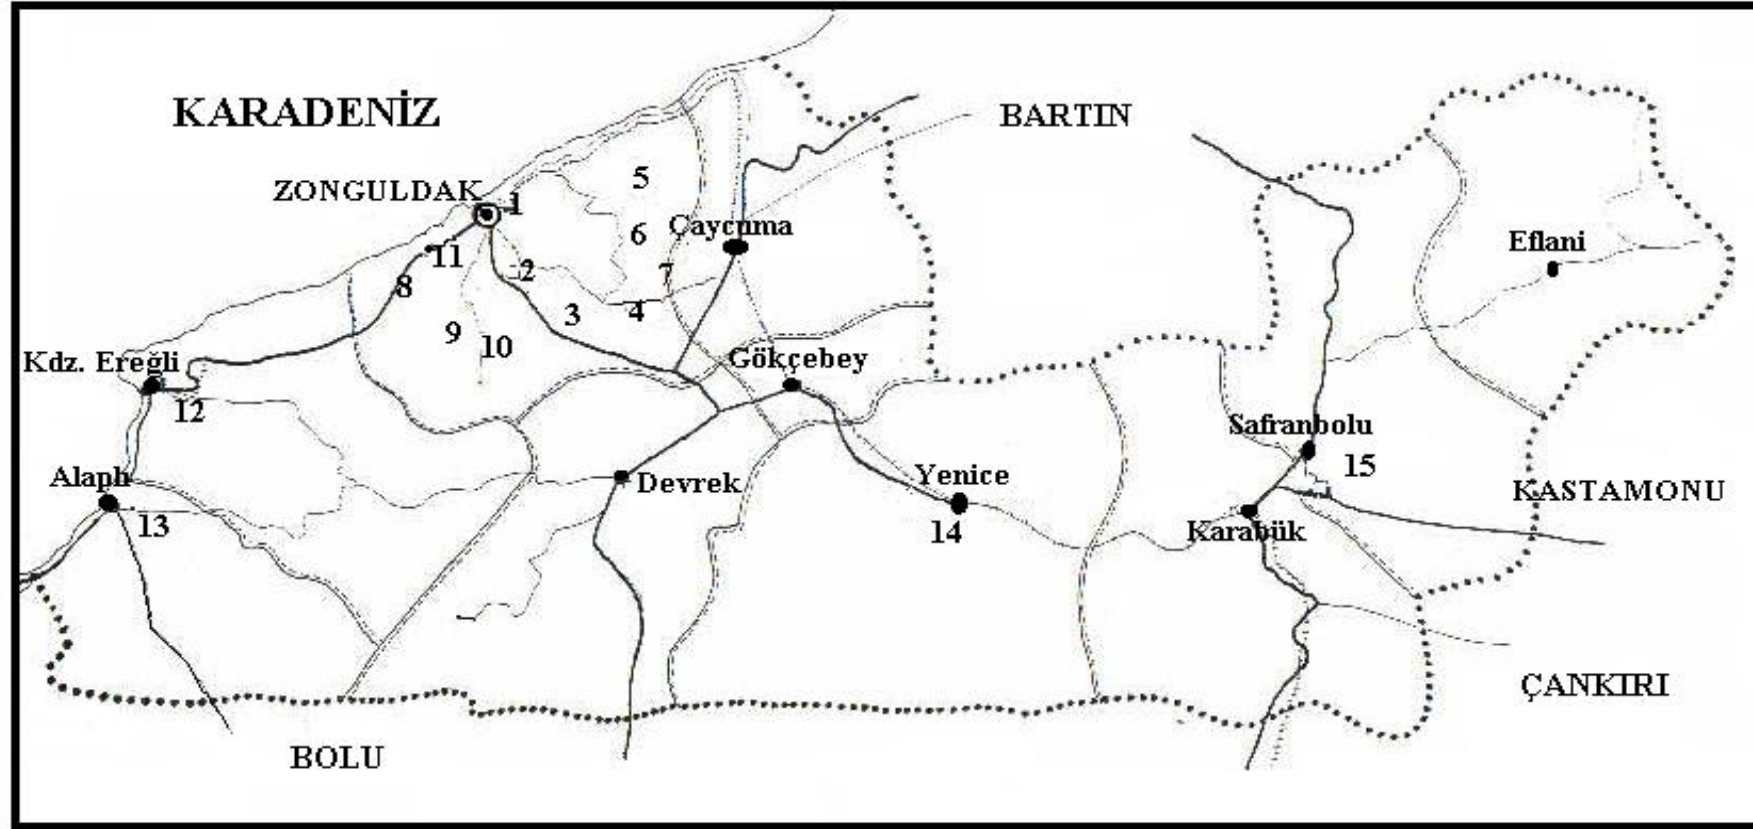 KARADENİZ
BARTIN
5
ZONGULDAK
1
6
Çaycuma
Eflani
11
2
7
8
3
4
9
10
Kdz. Ereğli
Gökçebey
12
Safranbolu
15
Alaplı
Devrek
Yenice
KASTAMONU
13
14
Karabük
ÇANKIRI
BOLU